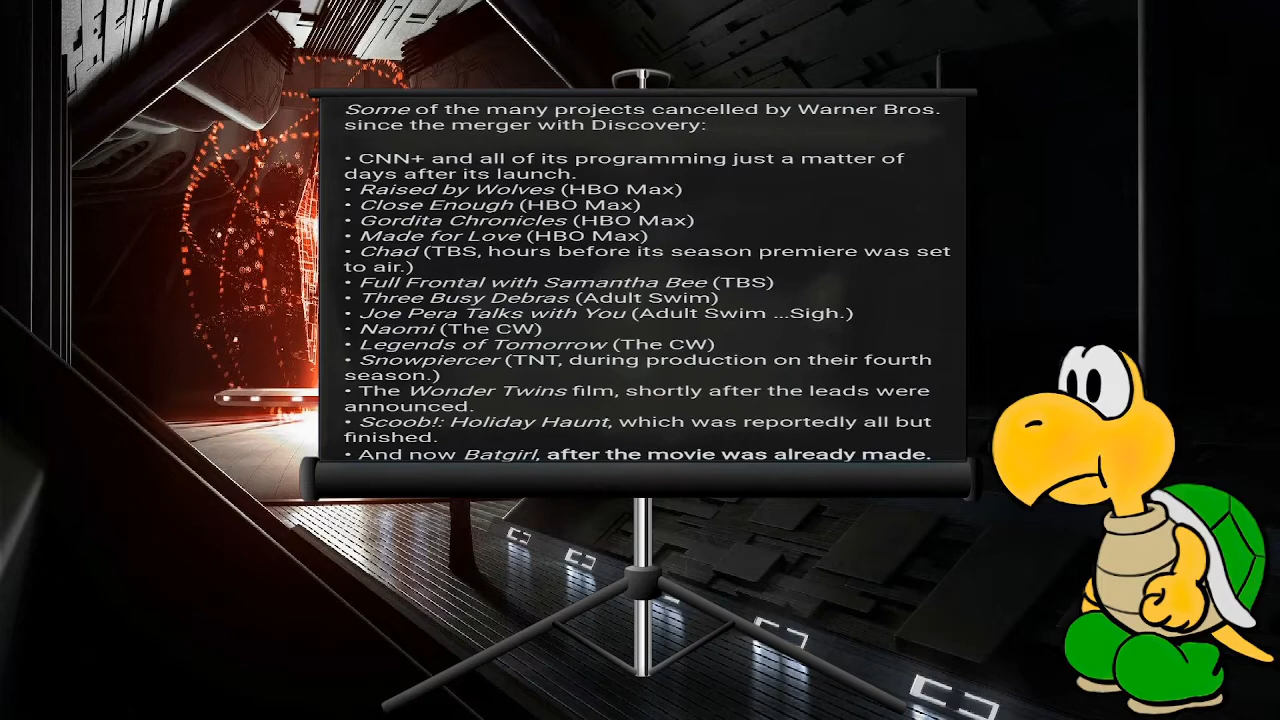 Some of the many projects cancelled by Warner Bros.
since the merger with Discovery:
• CNN+ and all of its programming just a matter of
days after its launch.
• Raised by Wolves (HBO Max)
• Close Enough (HBO Max)
• Gordita Chronicles (HBO Max)
• Made for Love (HBO Max)
• Chad (TBS, hours before its season premiere was set
to air.)
• Full Frontal with Samantha Bee (TBS)
• Three Busy Debras (Adult Swim)
• Joe Pera Talks with You (Adult Swim ...Sigh.)
• Naomi (The CW)
• Legends of Tomorrow (The CW)
• Snowpiercer (TNT, during production on their fourth
season.)
• The Wonder Twins film, shortly after the leads were
announced.
• Scoob!: Holiday Haunt, which was reportedly all but
finished.
• And now Batgirl, after the movie was already made.